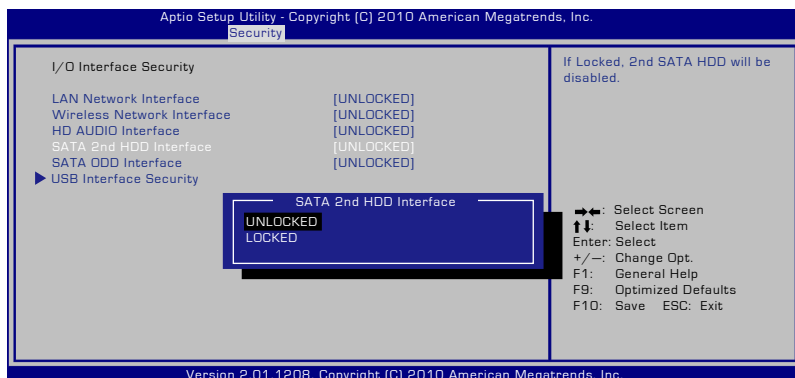 Aptio Setup Utility - Copyright (C) 2010 American Megatrends, Inc.
Security
I/O Interface Security
LAN Network Interface [UNLOCKED]
Wireless Network Interface [UNLOCKED]
HD AUDIO Interface [UNLOCKED]
SATA 2nd HDD Interface [UNLOCKED]
SATA ODD Interface [UNLOCKED]
USB Interface Security
SATA 2nd HDD Interface
UNLOCKED
LOCKED
If Locked, 2nd SATA HDD will be
disabled.
→←: Select Screen
↑↓: Select Item
Enter: Select
+/—: Change Opt.
F1: General Help
F9: Optimized Defaults
F10: Save ESC: Exit
Version 2.01.1208. Copyright (C) 2010 American Megatrends, Inc.